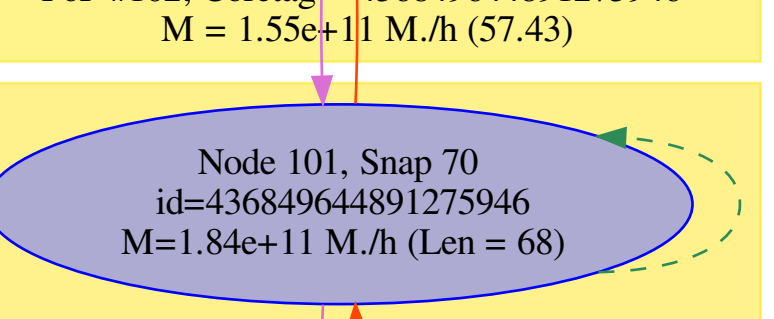 M = 1.55e+11 M./h (57.43)
Node 101, Snap 70
id=436849644891275946
M=1.84e+11 M./h (Len = 68)